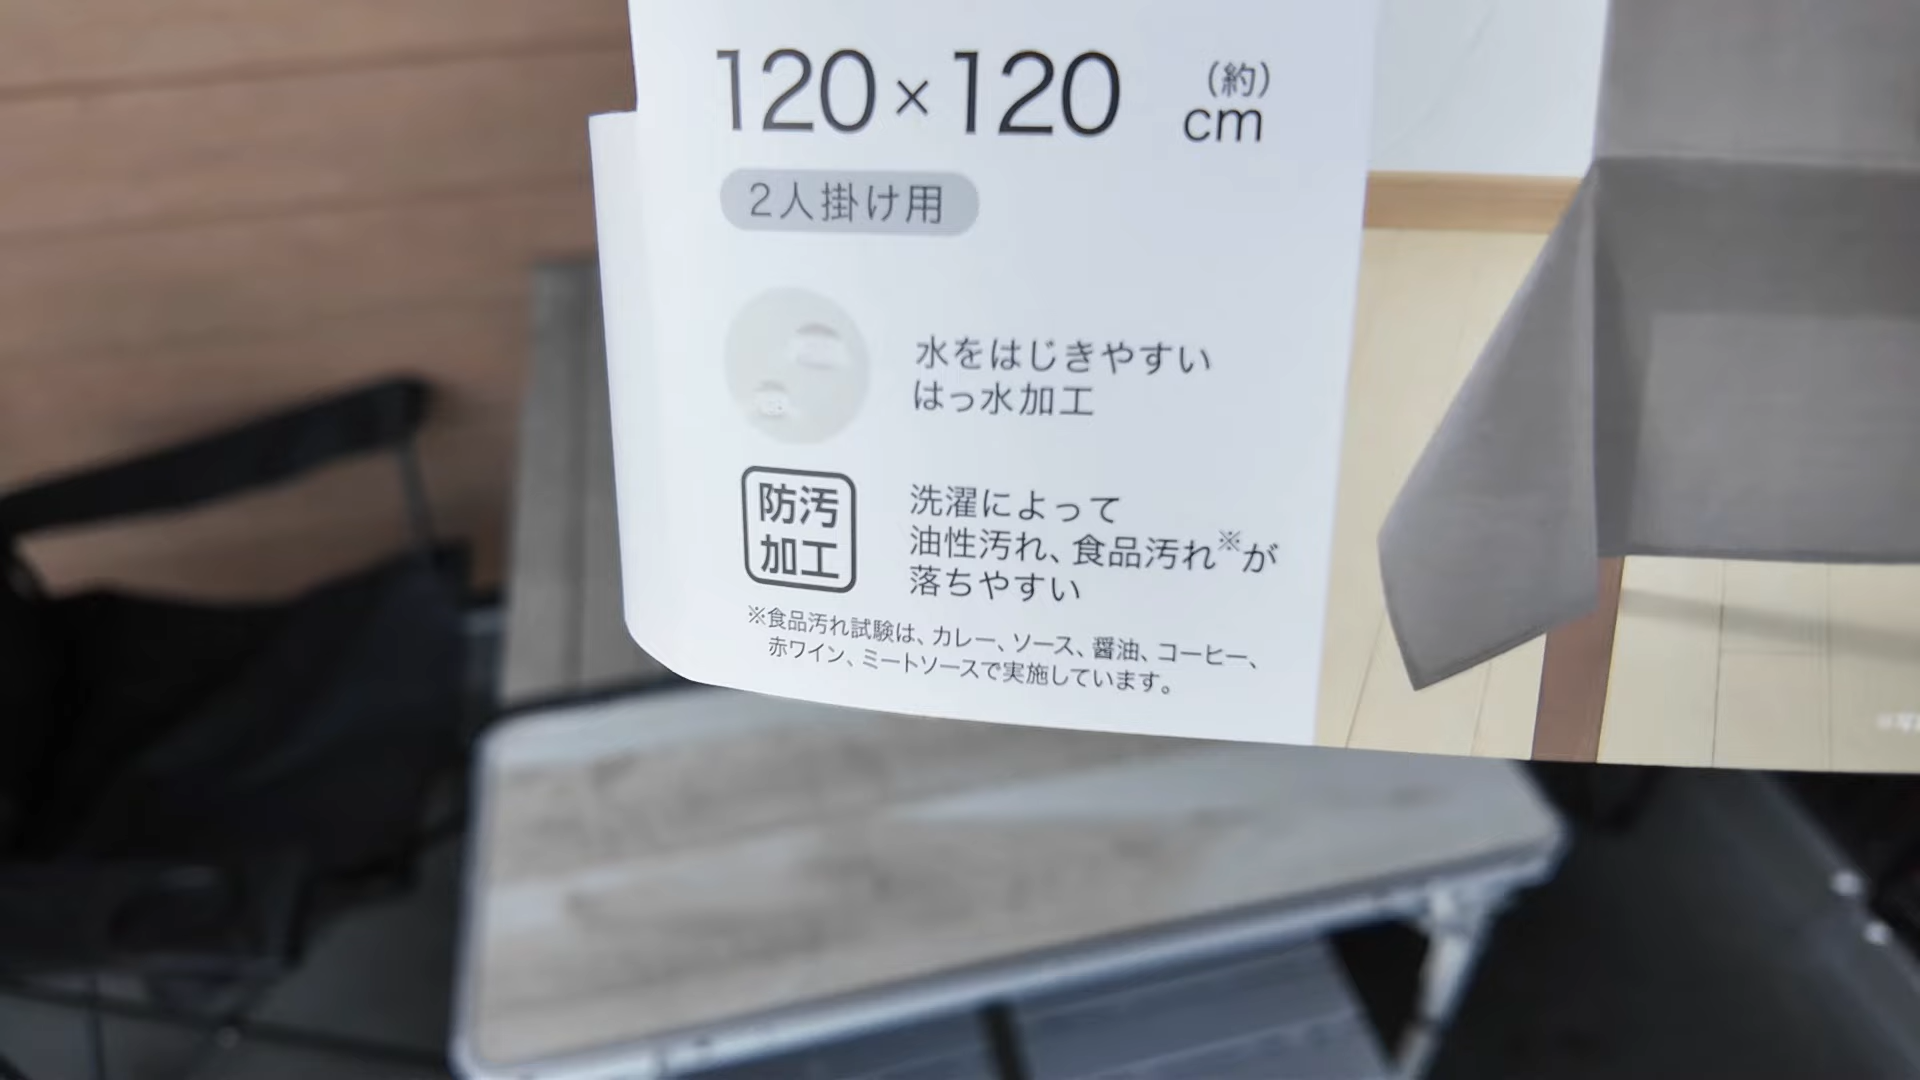 120×120 (約)cm
2人掛け用
水をはじきやすい
はっ水加工
防汚
加工
洗濯によって
油性汚れ、食品汚れ※が
落ちやすい
※食品汚れ試験は、カレー、ソース、醤油、コーヒー、
赤ワイン、ミートソースで実施しています。